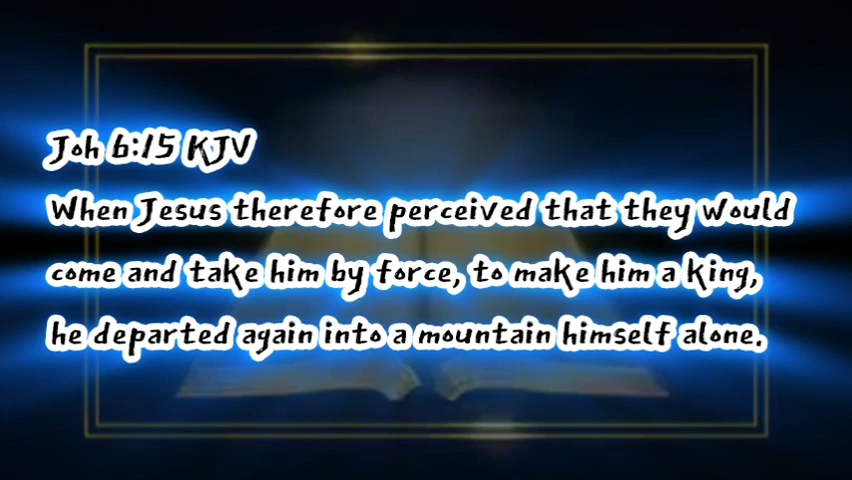 Joh 6:15 KJV
When Jesus therefore perceived that they would
come and take him by force, to make him a king,
he departed again into a mountain himself alone.